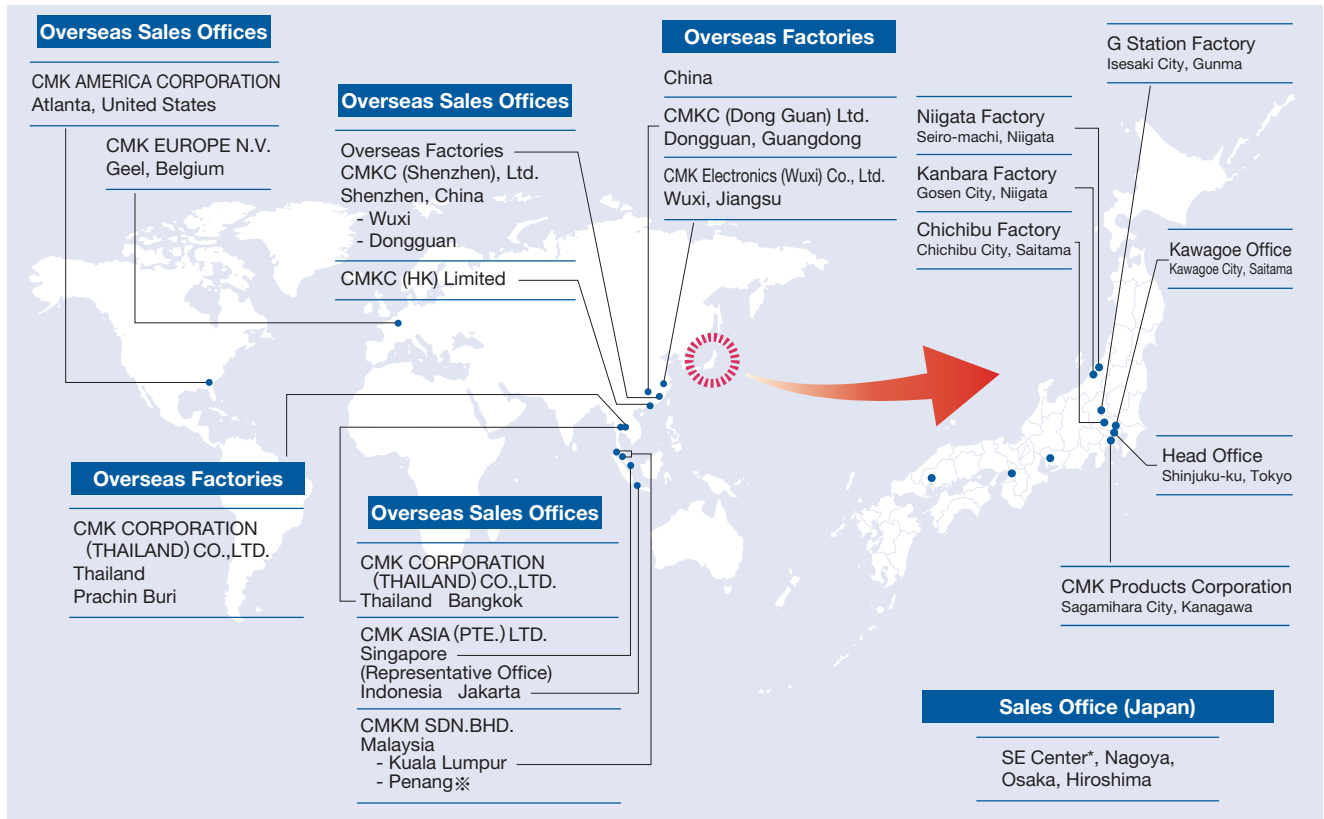 Overseas Sales Offices
CMK AMERICA CORPORATION
Atlanta, United States
CMK EUROPE N.V.
Geel, Belgium
Overseas Sales Offices
Overseas Factories
CMKC (Shenzhen), Ltd.
Shenzhen, China
- Wuxi
- Dongguan
CMKC (HK) Limited
Overseas Factories
China
CMKC (Dong Guan) Ltd.
Dongguan, Guangdong
CMK Electronics (Wuxi) Co., Ltd.
Wuxi, Jiangsu
G Station Factory
Isesaki City, Gunma
Niigata Factory
Seiro-machi, Niigata
Kanbara Factory
Gosen City, Niigata
Chichibu Factory
Chichibu City, Saitama
Kawagoe Office
Kawagoe City, Saitama
Head Office
Shinjuku-ku, Tokyo
CMK Products Corporation
Sagamihara City, Kanagawa
Overseas Factories
CMK CORPORATION
(THAILAND) CO.,LTD.
Thailand
Prachin Buri
Overseas Sales Offices
CMK CORPORATION
(THAILAND) CO.,LTD.
Thailand Bangkok
CMK ASIA (PTE.) LTD.
Singapore
(Representative Office)
Indonesia Jakarta
CMKM SDN.BHD.
Malaysia
- Kuala Lumpur
- Penang※
Sales Office (Japan)
SE Center*, Nagoya,
Osaka, Hiroshima